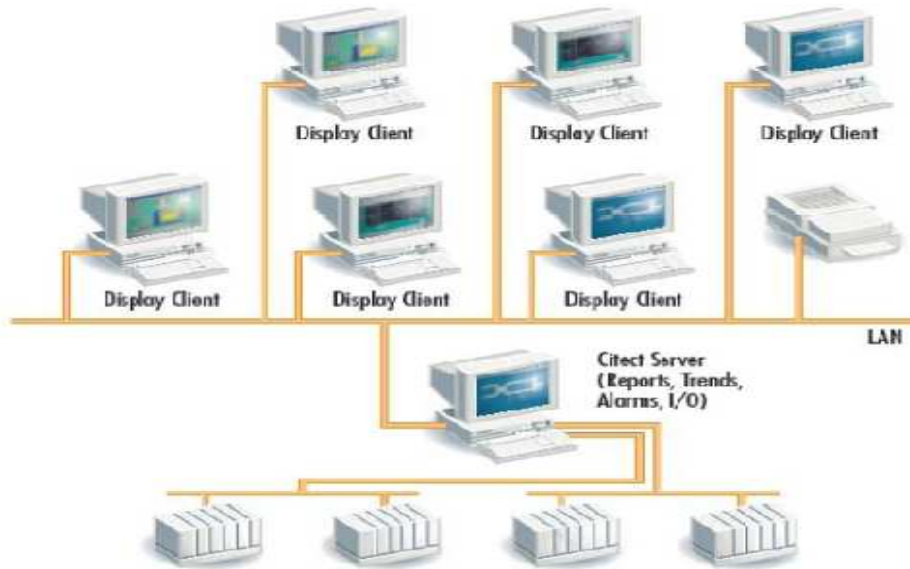 Display Client
Display Client
Display Client
Display Client
Display Client
Display Client
LAN
Citect Server
(Reports, Trends,
Alarms, I/O)